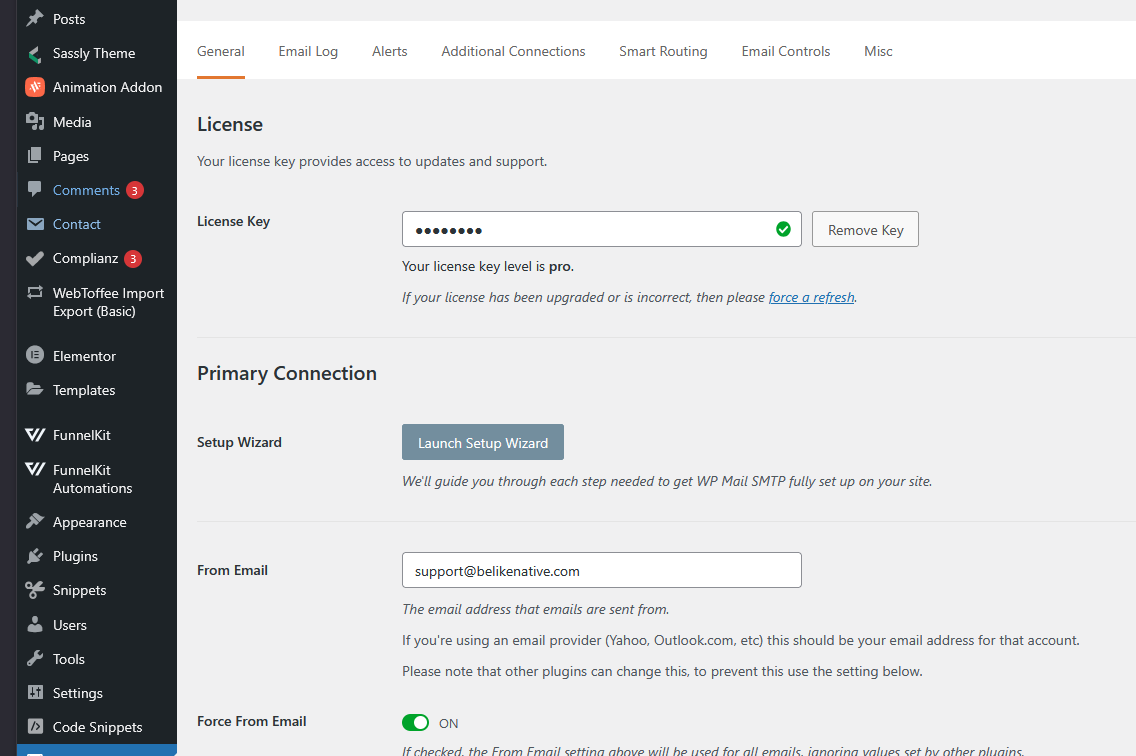 Posts
Sassly Theme
Animation Addon
Media
Pages
Comments 3
Contact
Complianz 3
WebToffee Import
Export (Basic)
Elementor
Templates
FunnelKit
FunnelKit
Automations
Appearance
Plugins
Snippets
Users
Tools
Settings
Code Snippets
General Email Log Alerts Additional Connections Smart Routing Email Controls Misc
License
Your license key provides access to updates and support.
License Key
Remove Key
Your license key level is pro.
If your license has been upgraded or is incorrect, then please force a refresh.
Primary Connection
Setup Wizard
Launch Setup Wizard
We'll guide you through each step needed to get WP Mail SMTP fully set up on your site.
From Email
support@belikenative.com
The email address that emails are sent from.
If you're using an email provider (Yahoo, Outlook.com, etc) this should be your email address for that account.
Please note that other plugins can change this, to prevent this use the setting below.
Force From Email
ON
If checked, the From Email setting above will be used for all emails, ignoring values set by other plugins.